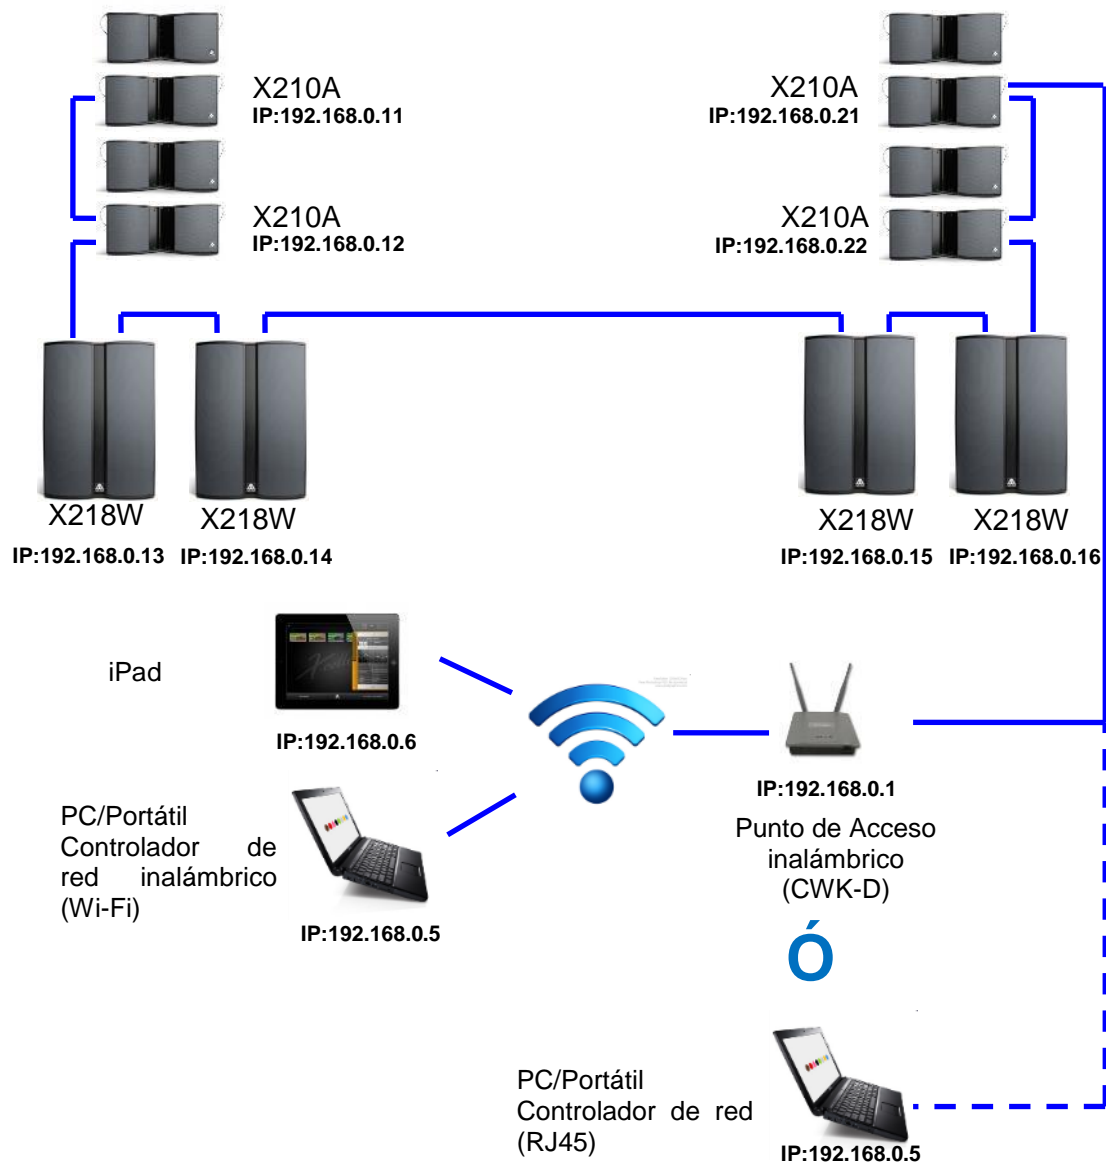 X210A
IP:192.168.0.11
X210A
IP:192.168.0.21
X210A
IP:192.168.0.12
X210A
IP:192.168.0.22
X218W
IP:192.168.0.13
X218W
IP:192.168.0.14
X218W
IP:192.168.0.15
X218W
IP:192.168.0.16
iPad
IP:192.168.0.6
IP:192.168.0.1
PC/Portátil
Controlador de
red inalámbrico
(Wi-Fi)
IP:192.168.0.5
Punto de Acceso
inalámbrico
(CWK-D)
Ó
PC/Portátil
Controlador de red
(RJ45)
IP:192.168.0.5